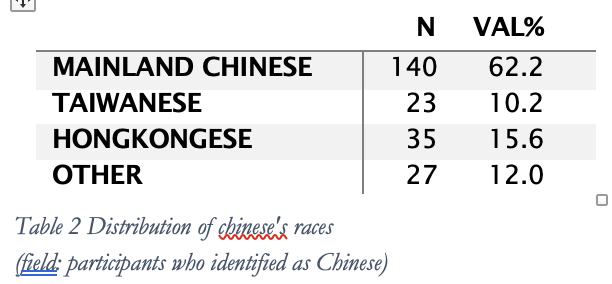 N VAL%
MAINLAND CHINESE 140 62.2
TAIWANESE 23 10.2
HONGKONGESE 35 15.6
OTHER 27 12.0
Table 2 Distribution of chinese's races
(field: participants who identified as Chinese)